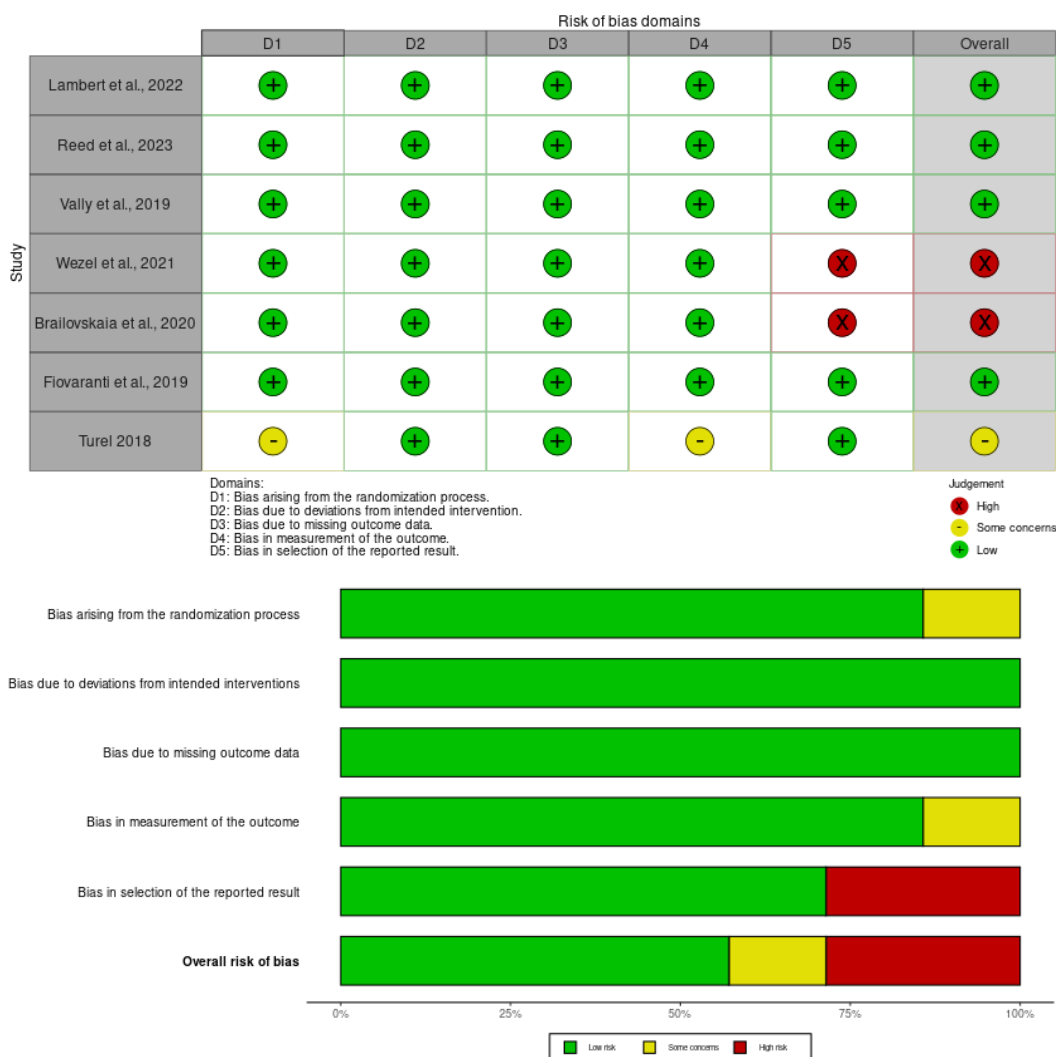 Risk of bias domains
D1 D2 D3 D4 D5 Overall
Study
Lambert et al., 2022 + + + + + +
Reed et al., 2023 + + + + + +
Vally et al., 2019 + + + + + +
Wezel et al., 2021 + + + + X X
Brailovskaia et al., 2020 + + + + X X
Fiovaranti et al., 2019 + + + + + +
Turel 2018 - + + - + -
Domains:
D1: Bias arising from the randomization process.
D2: Bias due to deviations from intended intervention.
D3: Bias due to missing outcome data.
D4: Bias in measurement of the outcome.
D5: Bias in selection of the reported result.
Judgement
X High
- Some concerns
+ Low
Bias arising from the randomization process
Bias due to deviations from intended interventions
Bias due to missing outcome data
Bias in measurement of the outcome
Bias in selection of the reported result
Overall risk of bias
0% 25% 50% 75% 100%
Low risk Some concerns High risk